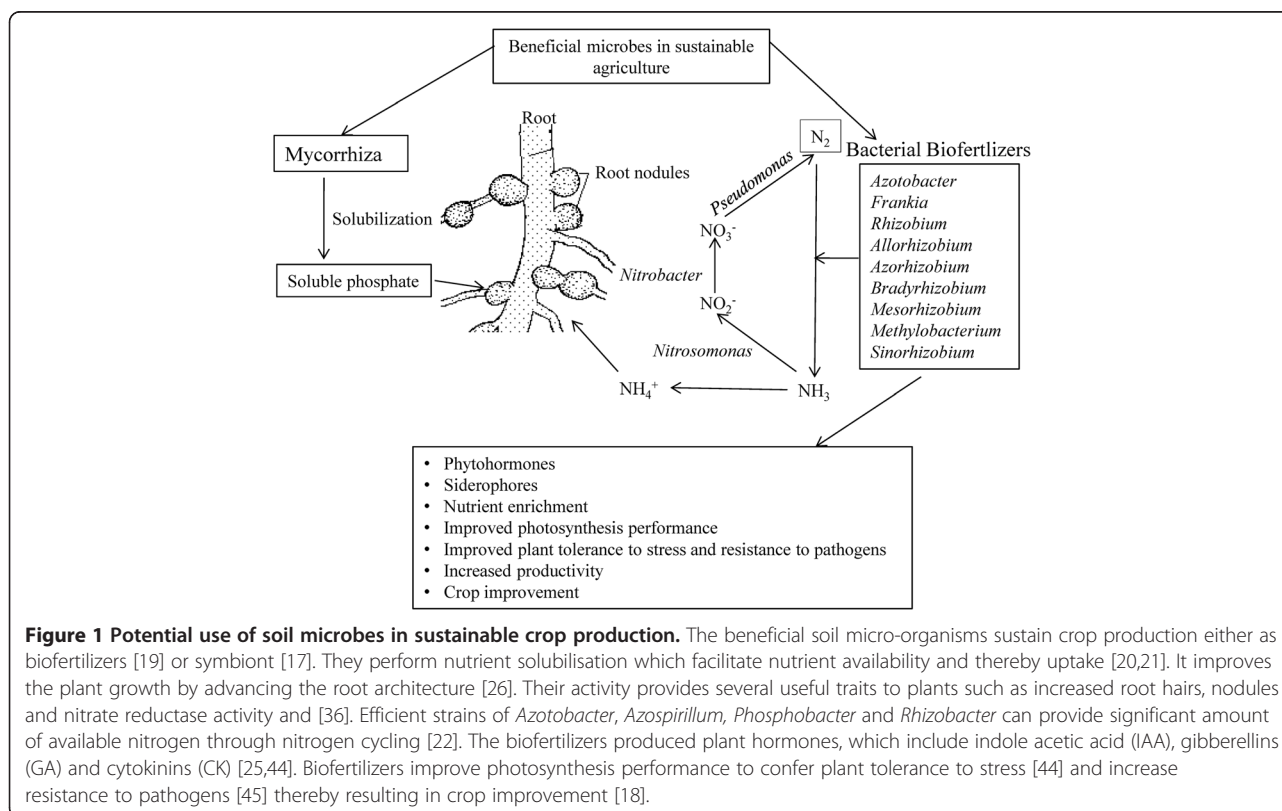 Beneficial microbes in sustainable
agriculture
Root
Mycorrhiza
Root nodules
Solubilization
Soluble phosphate
N₂
Pseudomonas
NO₃⁻
Nitrobacter
NO₂⁻
Nitrosomonas
NH₄⁺
NH₃
Bacterial Biofertlizers
Azotobacter
Frankia
Rhizobium
Allorhizobium
Azorhizobium
Bradyrhizobium
Mesorhizobium
Methylobacterium
Sinorhizobium
• Phytohormones
• Siderophores
• Nutrient enrichment
• Improved photosynthesis performance
• Improved plant tolerance to stress and resistance to pathogens
• Increased productivity
• Crop improvement
Figure 1 Potential use of soil microbes in sustainable crop production. The beneficial soil micro-organisms sustain crop production either as
biofertilizers [19] or symbiont [17]. They perform nutrient solubilisation which facilitate nutrient availability and thereby uptake [20,21]. It improves
the plant growth by advancing the root architecture [26]. Their activity provides several useful traits to plants such as increased root hairs, nodules
and nitrate reductase activity and [36]. Efficient strains of Azotobacter, Azospirillum, Phosphobacter and Rhizobacter can provide significant amount
of available nitrogen through nitrogen cycling [22]. The biofertilizers produced plant hormones, which include indole acetic acid (IAA), gibberellins
(GA) and cytokinins (CK) [25,44]. Biofertilizers improve photosynthesis performance to confer plant tolerance to stress [44] and increase
resistance to pathogens [45] thereby resulting in crop improvement [18].